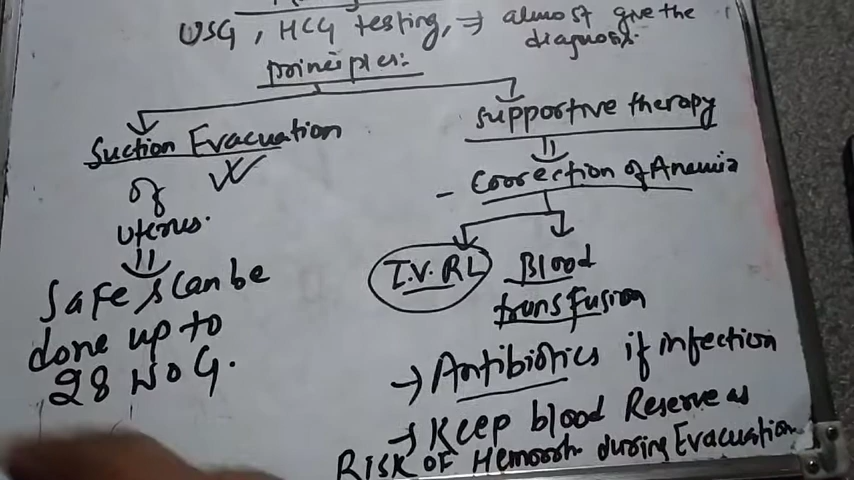 USG, HCG testing, → almost give the
diagnosis.
principles:
Suction Evacuation
of
uterus.
Safe & can be
done up to
28 WOG.
supportive therapy
- Correction of Anemia
I.V. RL
Blood
transfusion
→ Antibiotics if infection
→ Keep blood Reserve as
Risk of Hemorrh during Evacuation